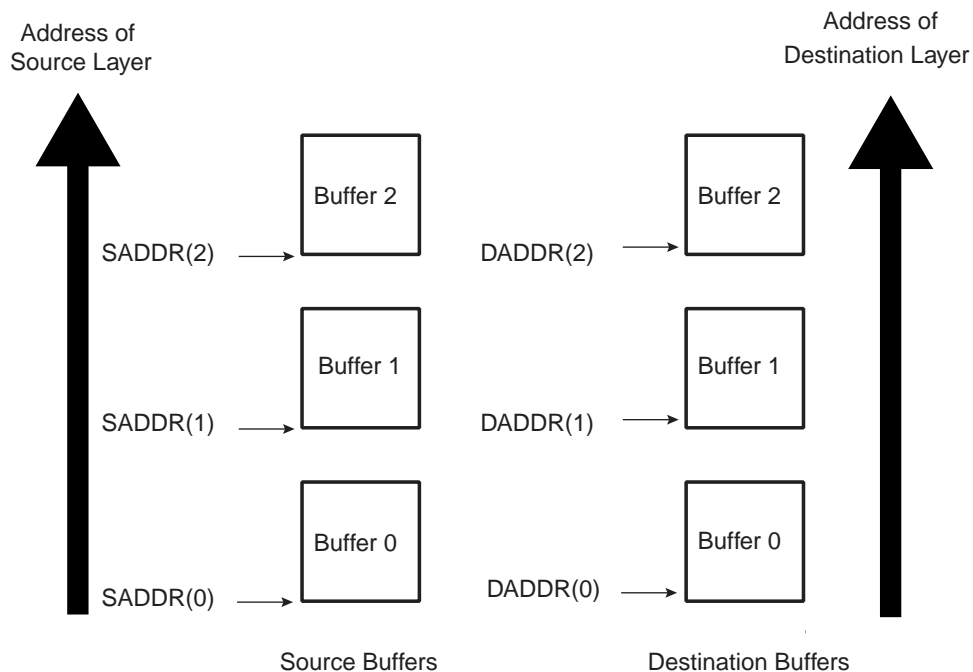 Address of
Source Layer
Address of
Destination Layer
Buffer 2
Buffer 2
SADDR(2)
DADDR(2)
Buffer 1
Buffer 1
SADDR(1)
DADDR(1)
Buffer 0
Buffer 0
SADDR(0)
DADDR(0)
Source Buffers
Destination Buffers